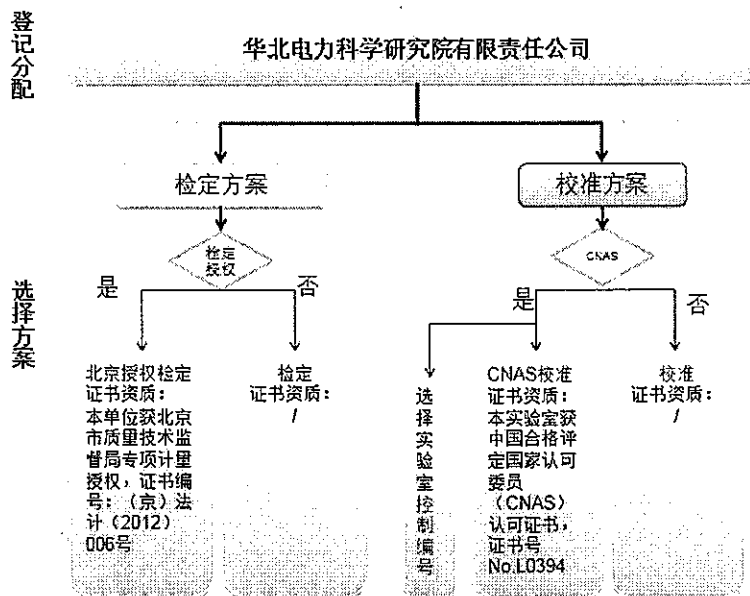 登记分配
华北电力科学研究院有限责任公司
检定方案
校准方案
检定
授权
CNAS
选择方案
是
否
是
否
北京授权检定
证书资质：
本单位获北京
市质量技术监
督局专项计量
授权，证书编
号：（京）法
计（2012）
006号
检定
证书资质：
/
选择实验室控制编号
CNAS校准
证书资质：
本实验室获
中国合格评
定国家认可
委员
（CNAS）
认可证书，
证书号
No.L0394
校准
证书资质：
/